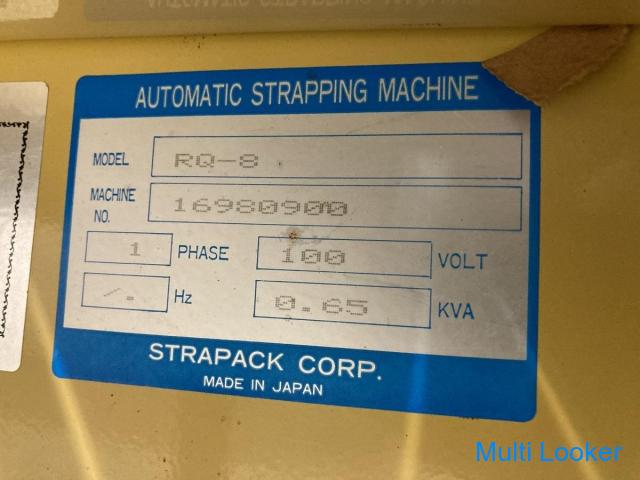 AUTOMATIC STRAPPING MACHINE
MODEL RQ-8
MACHINE NO. 16980900
1 PHASE 100 VOLT
/. Hz 0.65 KVA
STRAPACK CORP.
MADE IN JAPAN
Multi Looker